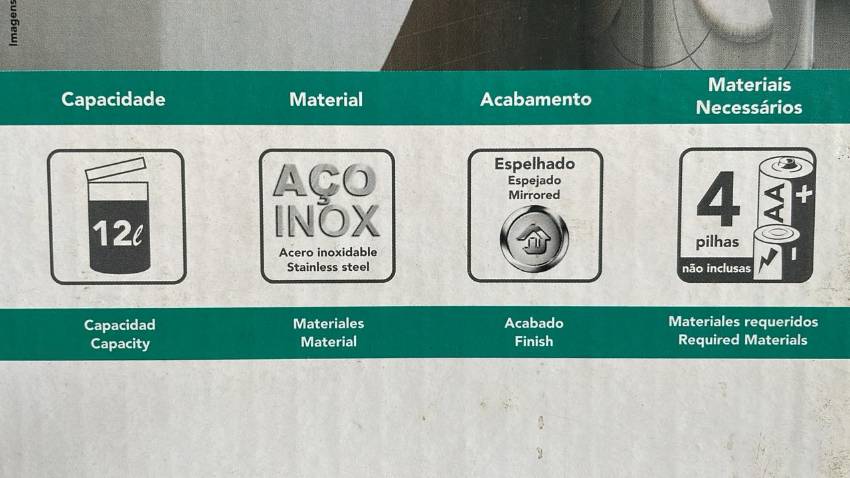 Imagens
Capacidade
Material
Acabamento
Materiais
Necessários
12ℓ
AÇO
INOX
Acero inoxidable
Stainless steel
Espelhado
Espejado
Mirrored
4
pilhas
não inclusas
AA
+
-
Capacidad
Capacity
Materiales
Material
Acabado
Finish
Materiales requeridos
Required Materials